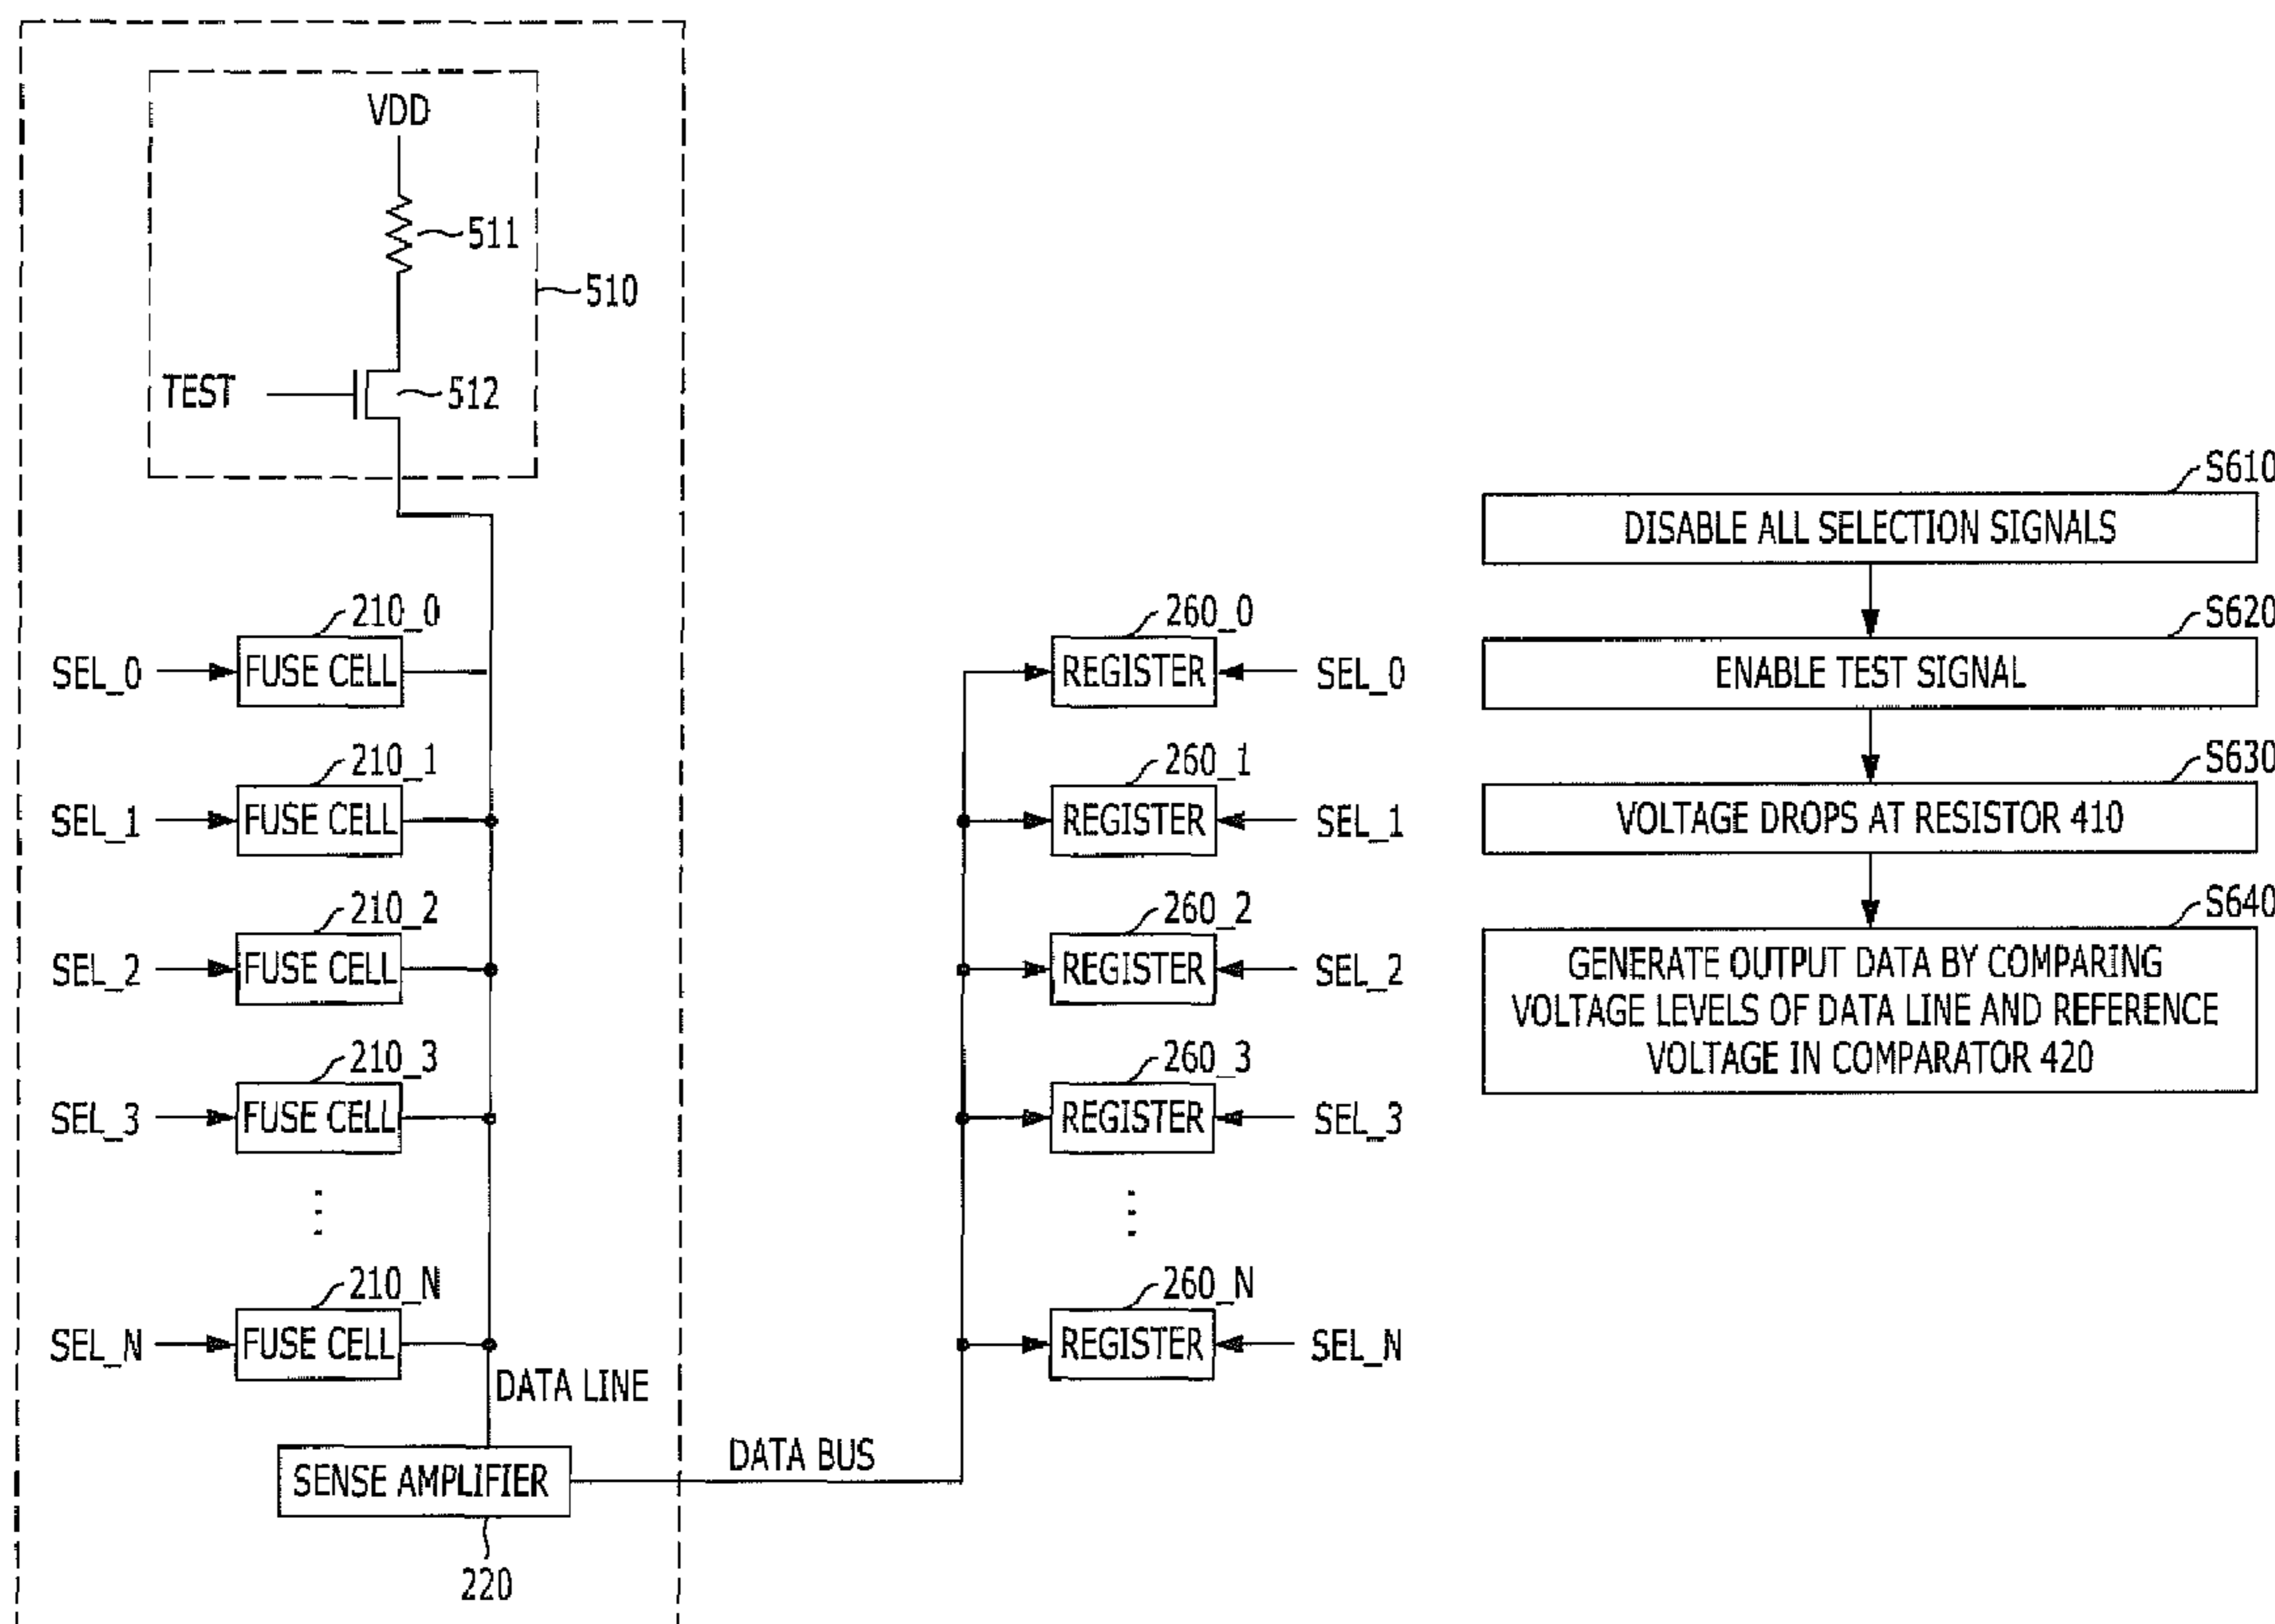 VDD
511
510
TEST
512
210_0
SEL_0
FUSE CELL
210_1
SEL_1
FUSE CELL
210_2
SEL_2
FUSE CELL
210_3
SEL_3
FUSE CELL
210_N
SEL_N
FUSE CELL
DATA LINE
SENSE AMPLIFIER
220
DATA BUS
260_0
REGISTER
SEL_0
260_1
REGISTER
SEL_1
260_2
REGISTER
SEL_2
260_3
REGISTER
SEL_3
260_N
REGISTER
SEL_N
S610
DISABLE ALL SELECTION SIGNALS
S620
ENABLE TEST SIGNAL
S630
VOLTAGE DROPS AT RESISTOR 410
S640
GENERATE OUTPUT DATA BY COMPARING
VOLTAGE LEVELS OF DATA LINE AND REFERENCE
VOLTAGE IN COMPARATOR 420